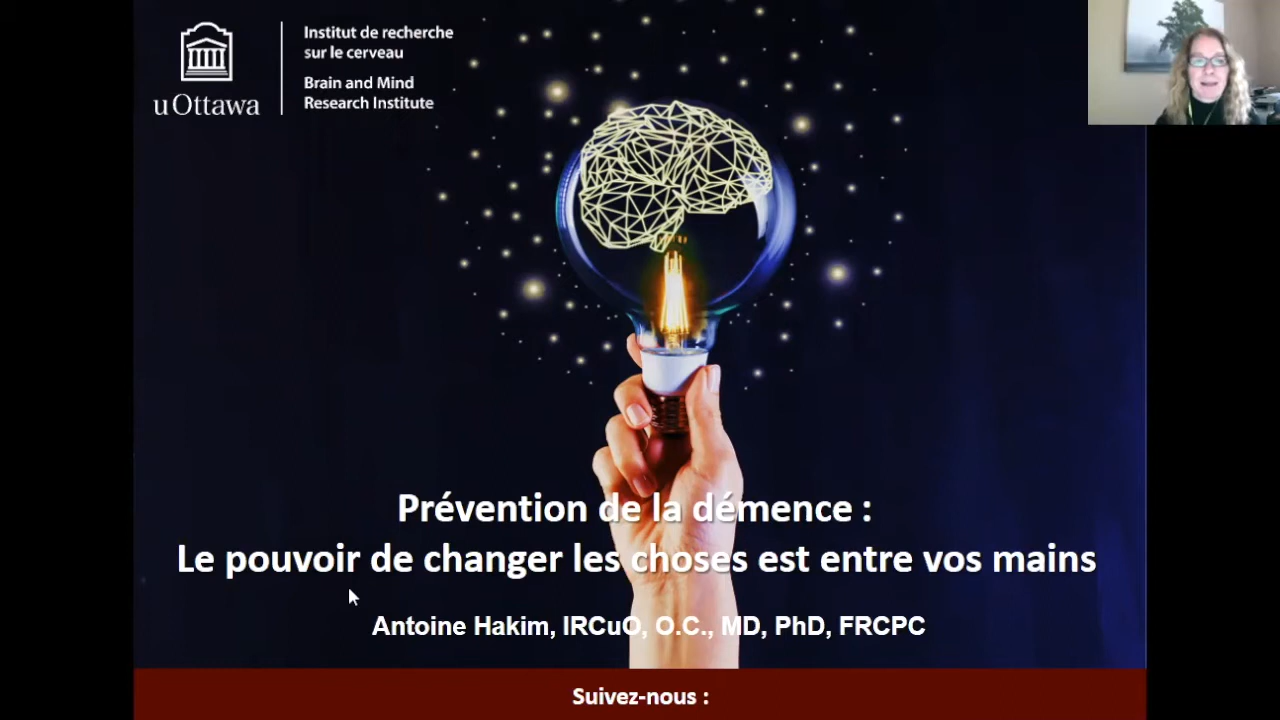 uOttawa
Institut de recherche
sur le cerveau
Brain and Mind
Research Institute
Prévention de la démence :
Le pouvoir de changer les choses est entre vos mains
Antoine Hakim, IRCuO, O.C., MD, PhD, FRCPC
Suivez-nous :